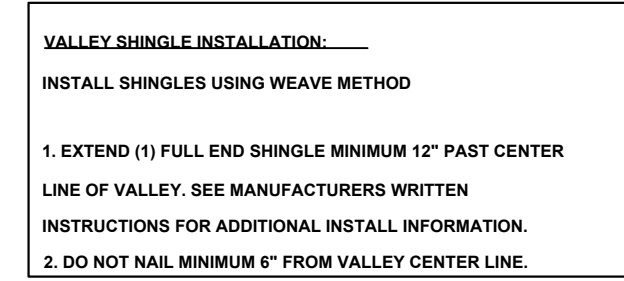 VALLEY SHINGLE INSTALLATION:
INSTALL SHINGLES USING WEAVE METHOD
1. EXTEND (1) FULL END SHINGLE MINIMUM 12" PAST CENTER
LINE OF VALLEY. SEE MANUFACTURERS WRITTEN
INSTRUCTIONS FOR ADDITIONAL INSTALL INFORMATION.
2. DO NOT NAIL MINIMUM 6" FROM VALLEY CENTER LINE.